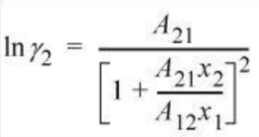 ln γ₂ = A₂₁ / [1 + A₂₁x₂ / A₁₂x₁]²